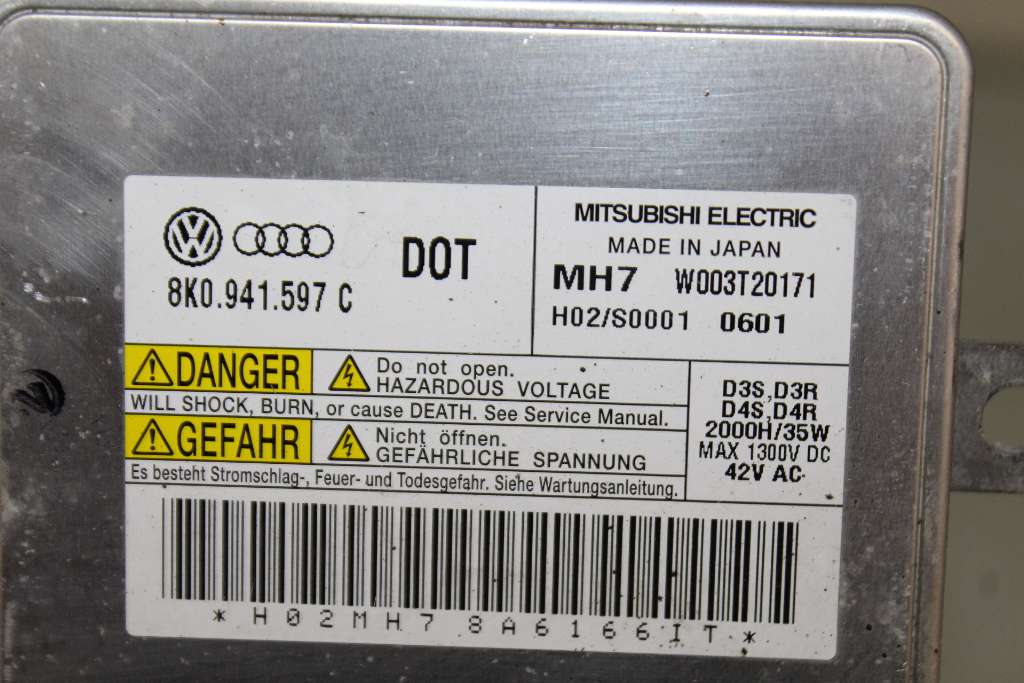 8K0.941.597 C
DOT
MITSUBISHI ELECTRIC
MADE IN JAPAN
MH7 W003T20171
H02/S0001 0601
DANGER
Do not open.
HAZARDOUS VOLTAGE
WILL SHOCK, BURN, or cause DEATH. See Service Manual.
GEFAHR
Nicht öffnen.
GEFÄHRLICHE SPANNUNG
Es besteht Stromschlag-, Feuer- und Todesgefahr. Siehe Wartungsanleitung.
D3S,D3R
D4S,D4R
2000H/35W
MAX 1300V DC
42V AC
*H02MH78A6166IT*